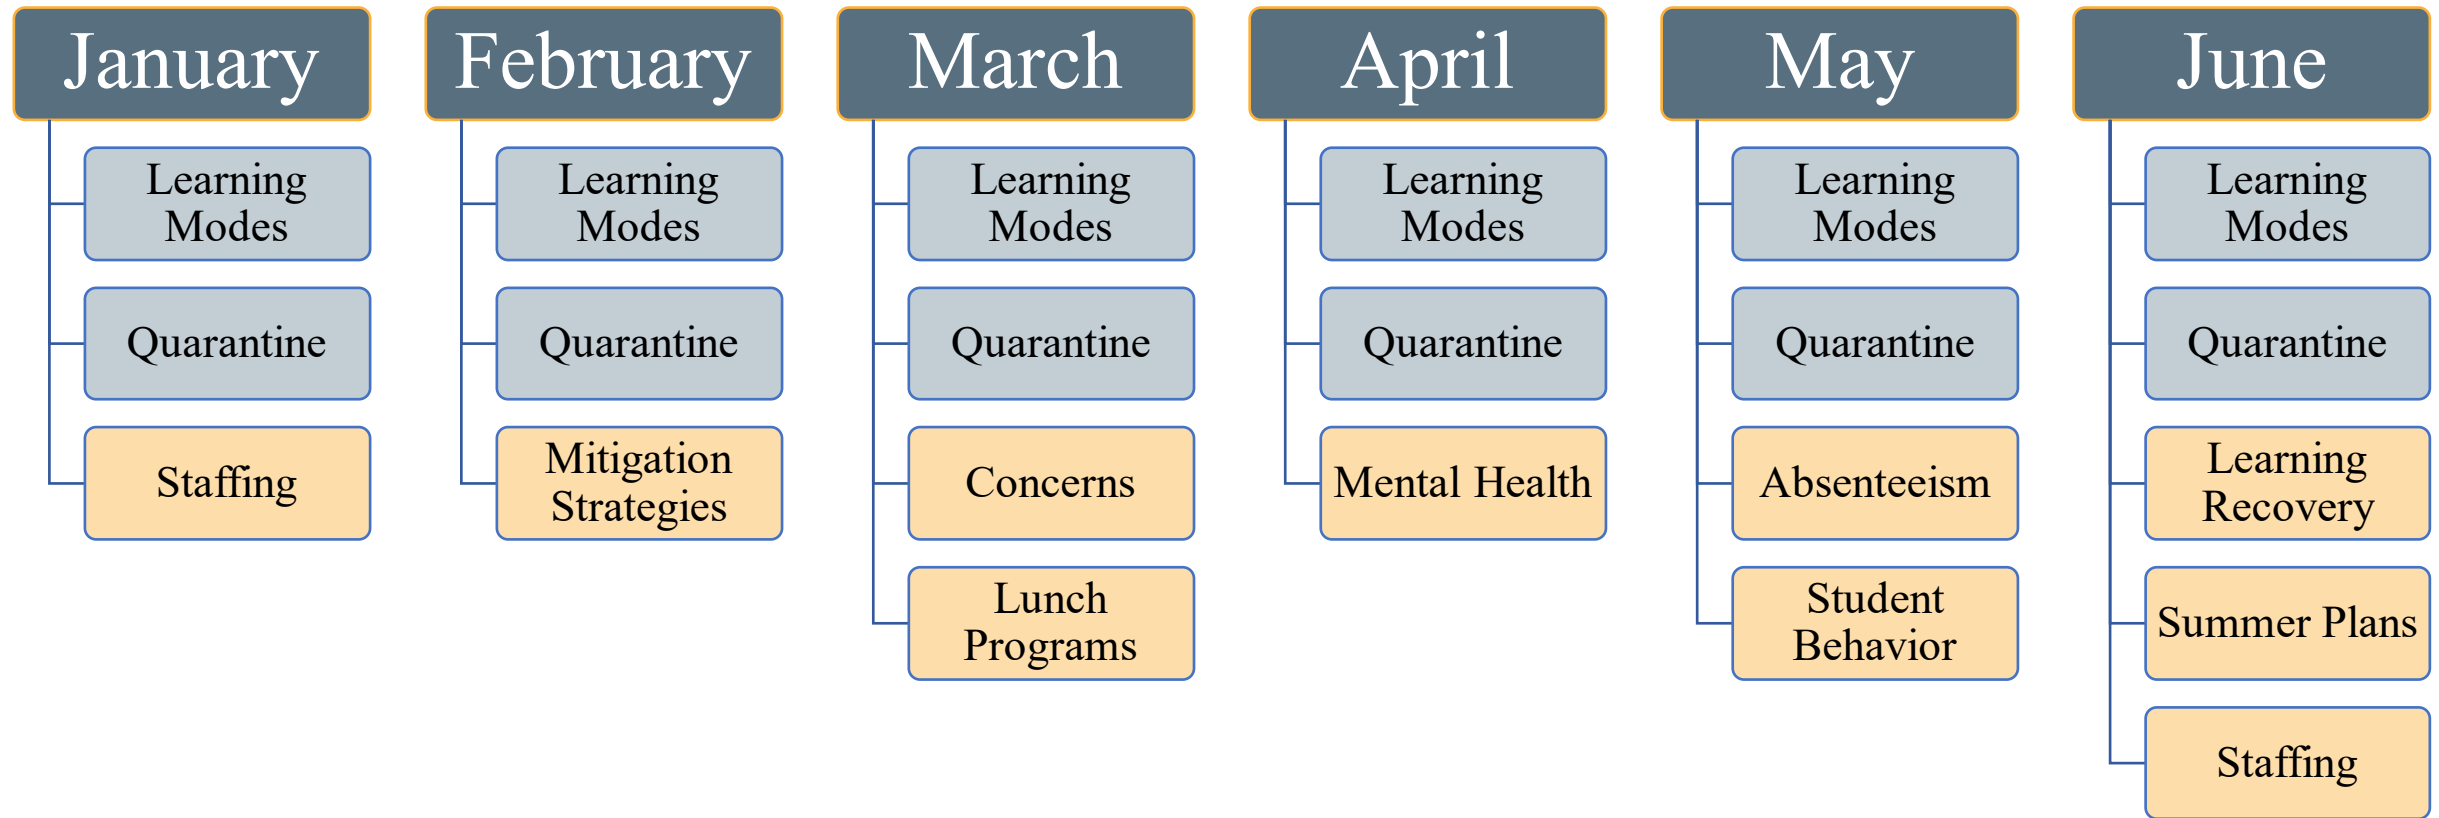 January
Learning
Modes
Quarantine
Staffing
February
Learning
Modes
Quarantine
Mitigation
Strategies
March
Learning
Modes
Quarantine
Concerns
Lunch
Programs
April
Learning
Modes
Quarantine
Mental Health
May
Learning
Modes
Quarantine
Absenteeism
Student
Behavior
June
Learning
Modes
Quarantine
Learning
Recovery
Summer Plans
Staffing